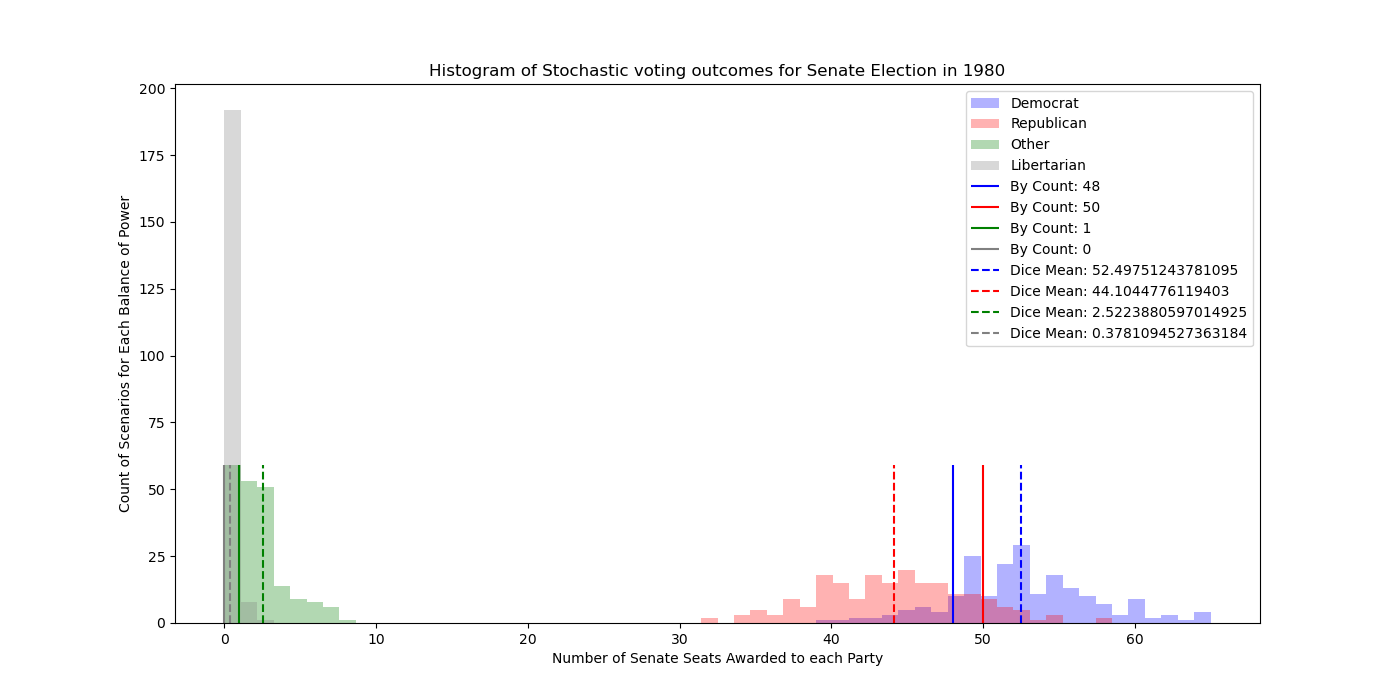 Histogram of Stochastic voting outcomes for Senate Election in 1980
Count of Scenarios for Each Balance of Power
200
175
150
125
100
75
50
25
0
Democrat
Republican
Other
Libertarian
By Count: 48
By Count: 50
By Count: 1
By Count: 0
Dice Mean: 52.49751243781095
Dice Mean: 44.1044776119403
Dice Mean: 2.5223880597014925
Dice Mean: 0.3781094527363184
0 10 20 30 40 50 60
Number of Senate Seats Awarded to each Party